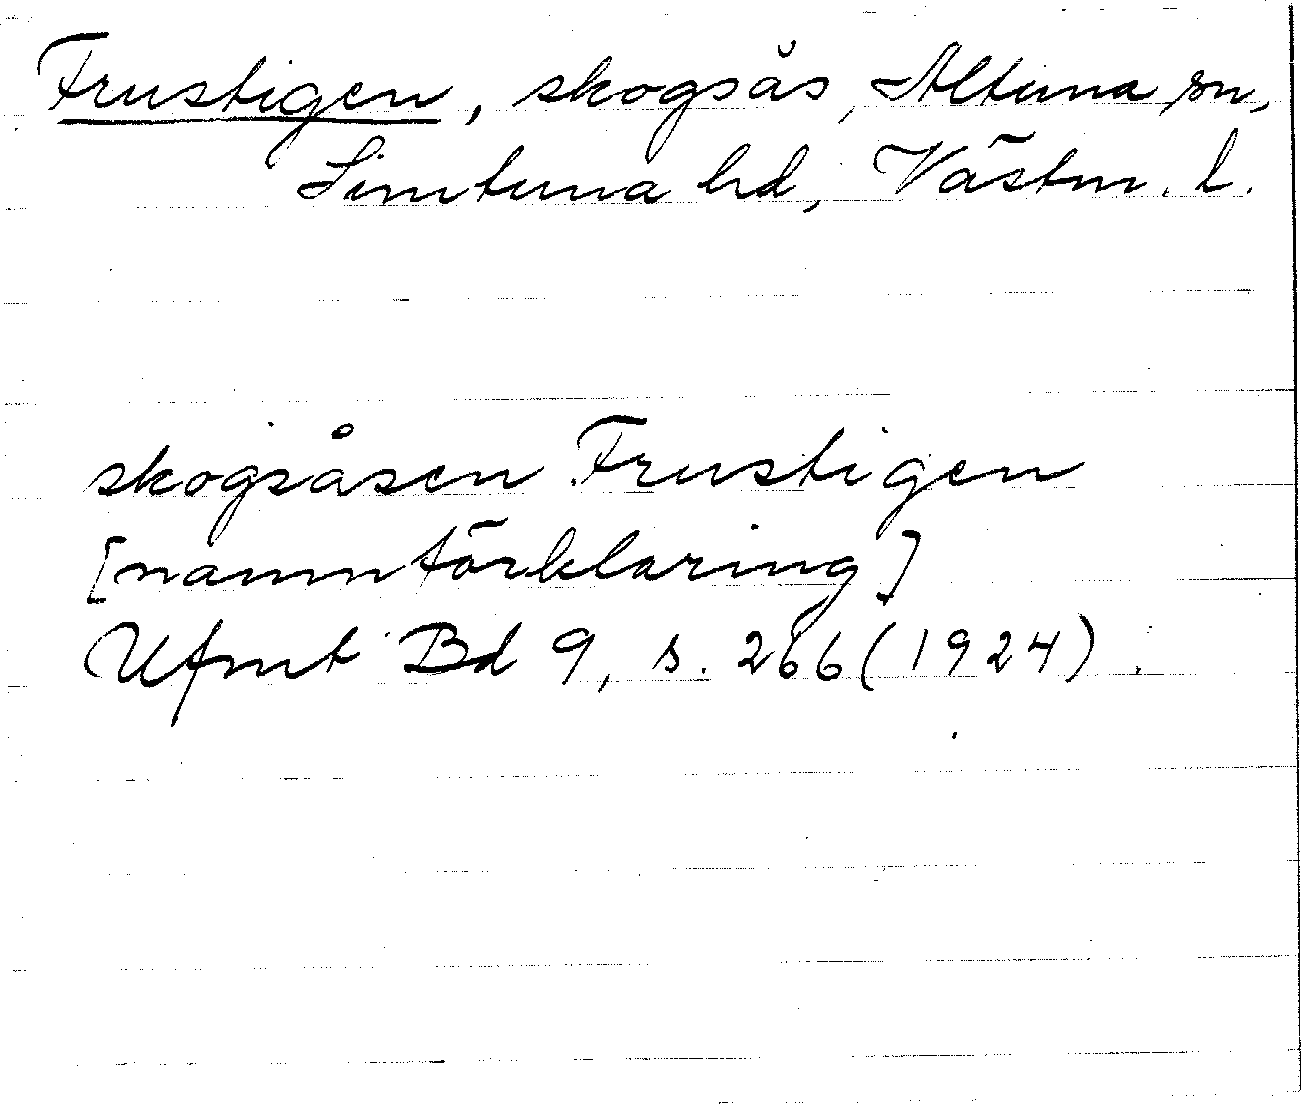 Frustigen, skogsås, Altuna sn,
Simtuna hd, Västm. l.
skogsåsen Frustigen
[namnförklaring]
Ufmt Bd 9, s. 266 (1924).